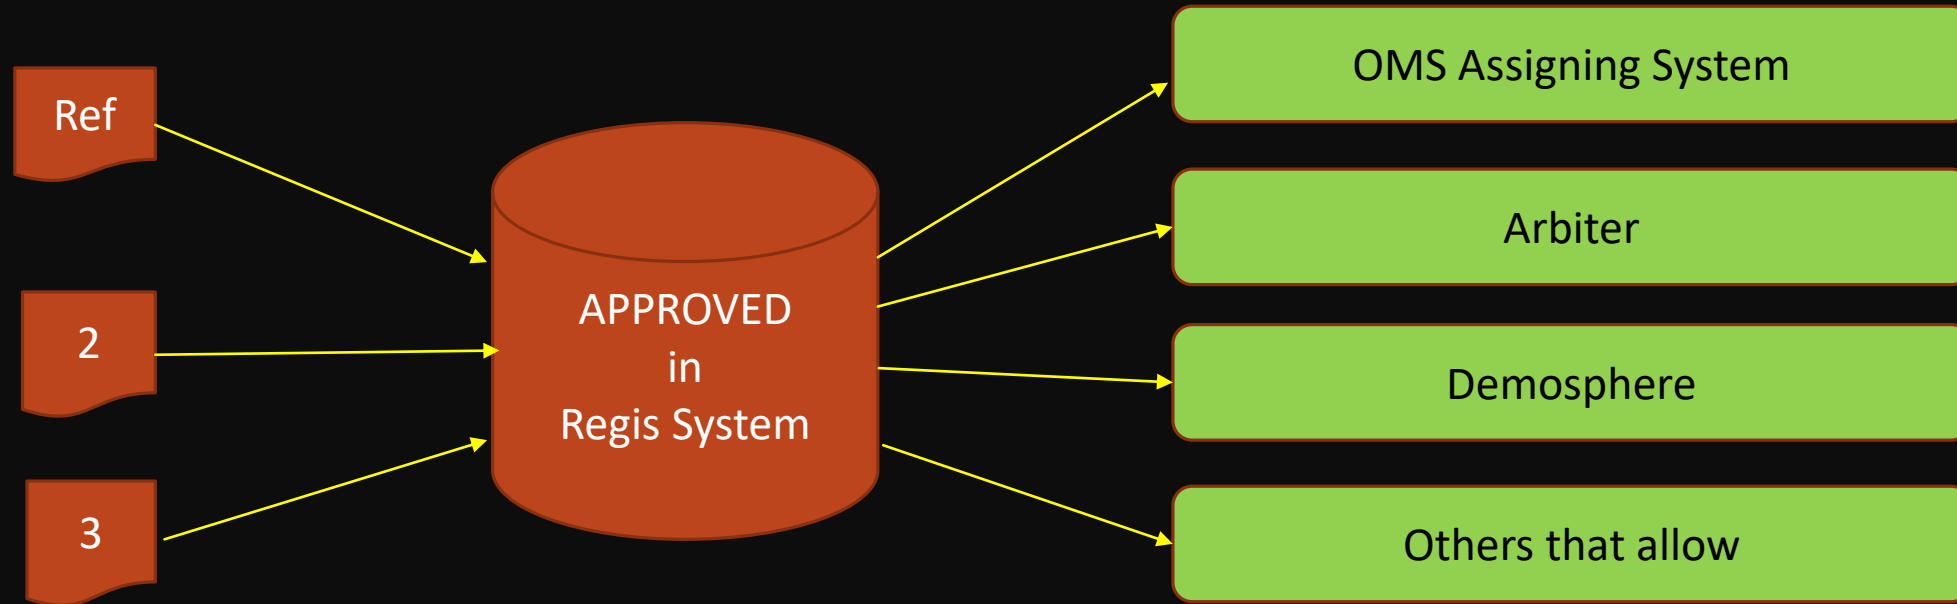 Ref
2
3
APPROVED
in
Regis System
OMS Assigning System
Arbiter
Demosphere
Others that allow